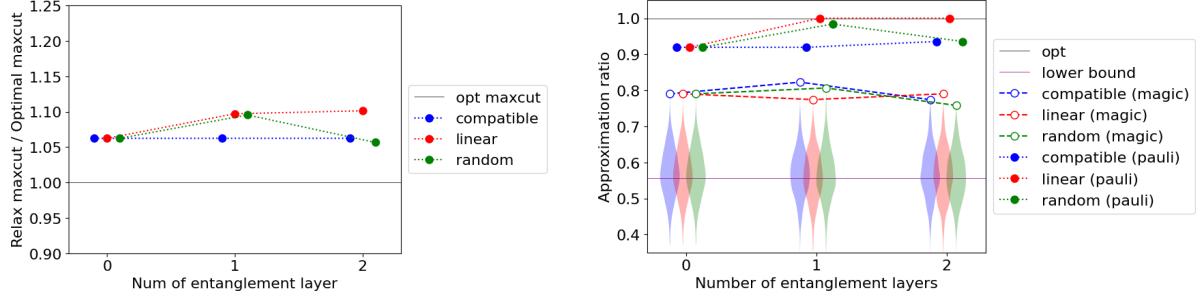 Relax maxcut / Optimal maxcut
1.25
1.20
1.15
1.10
1.05
1.00
0.95
0.90
0
1
2
Num of entanglement layer
opt maxcut
compatible
linear
random
Approximation ratio
1.0
0.9
0.8
0.7
0.6
0.5
0.4
0
1
2
Number of entanglement layers
opt
lower bound
compatible (magic)
linear (magic)
random (magic)
compatible (pauli)
linear (pauli)
random (pauli)